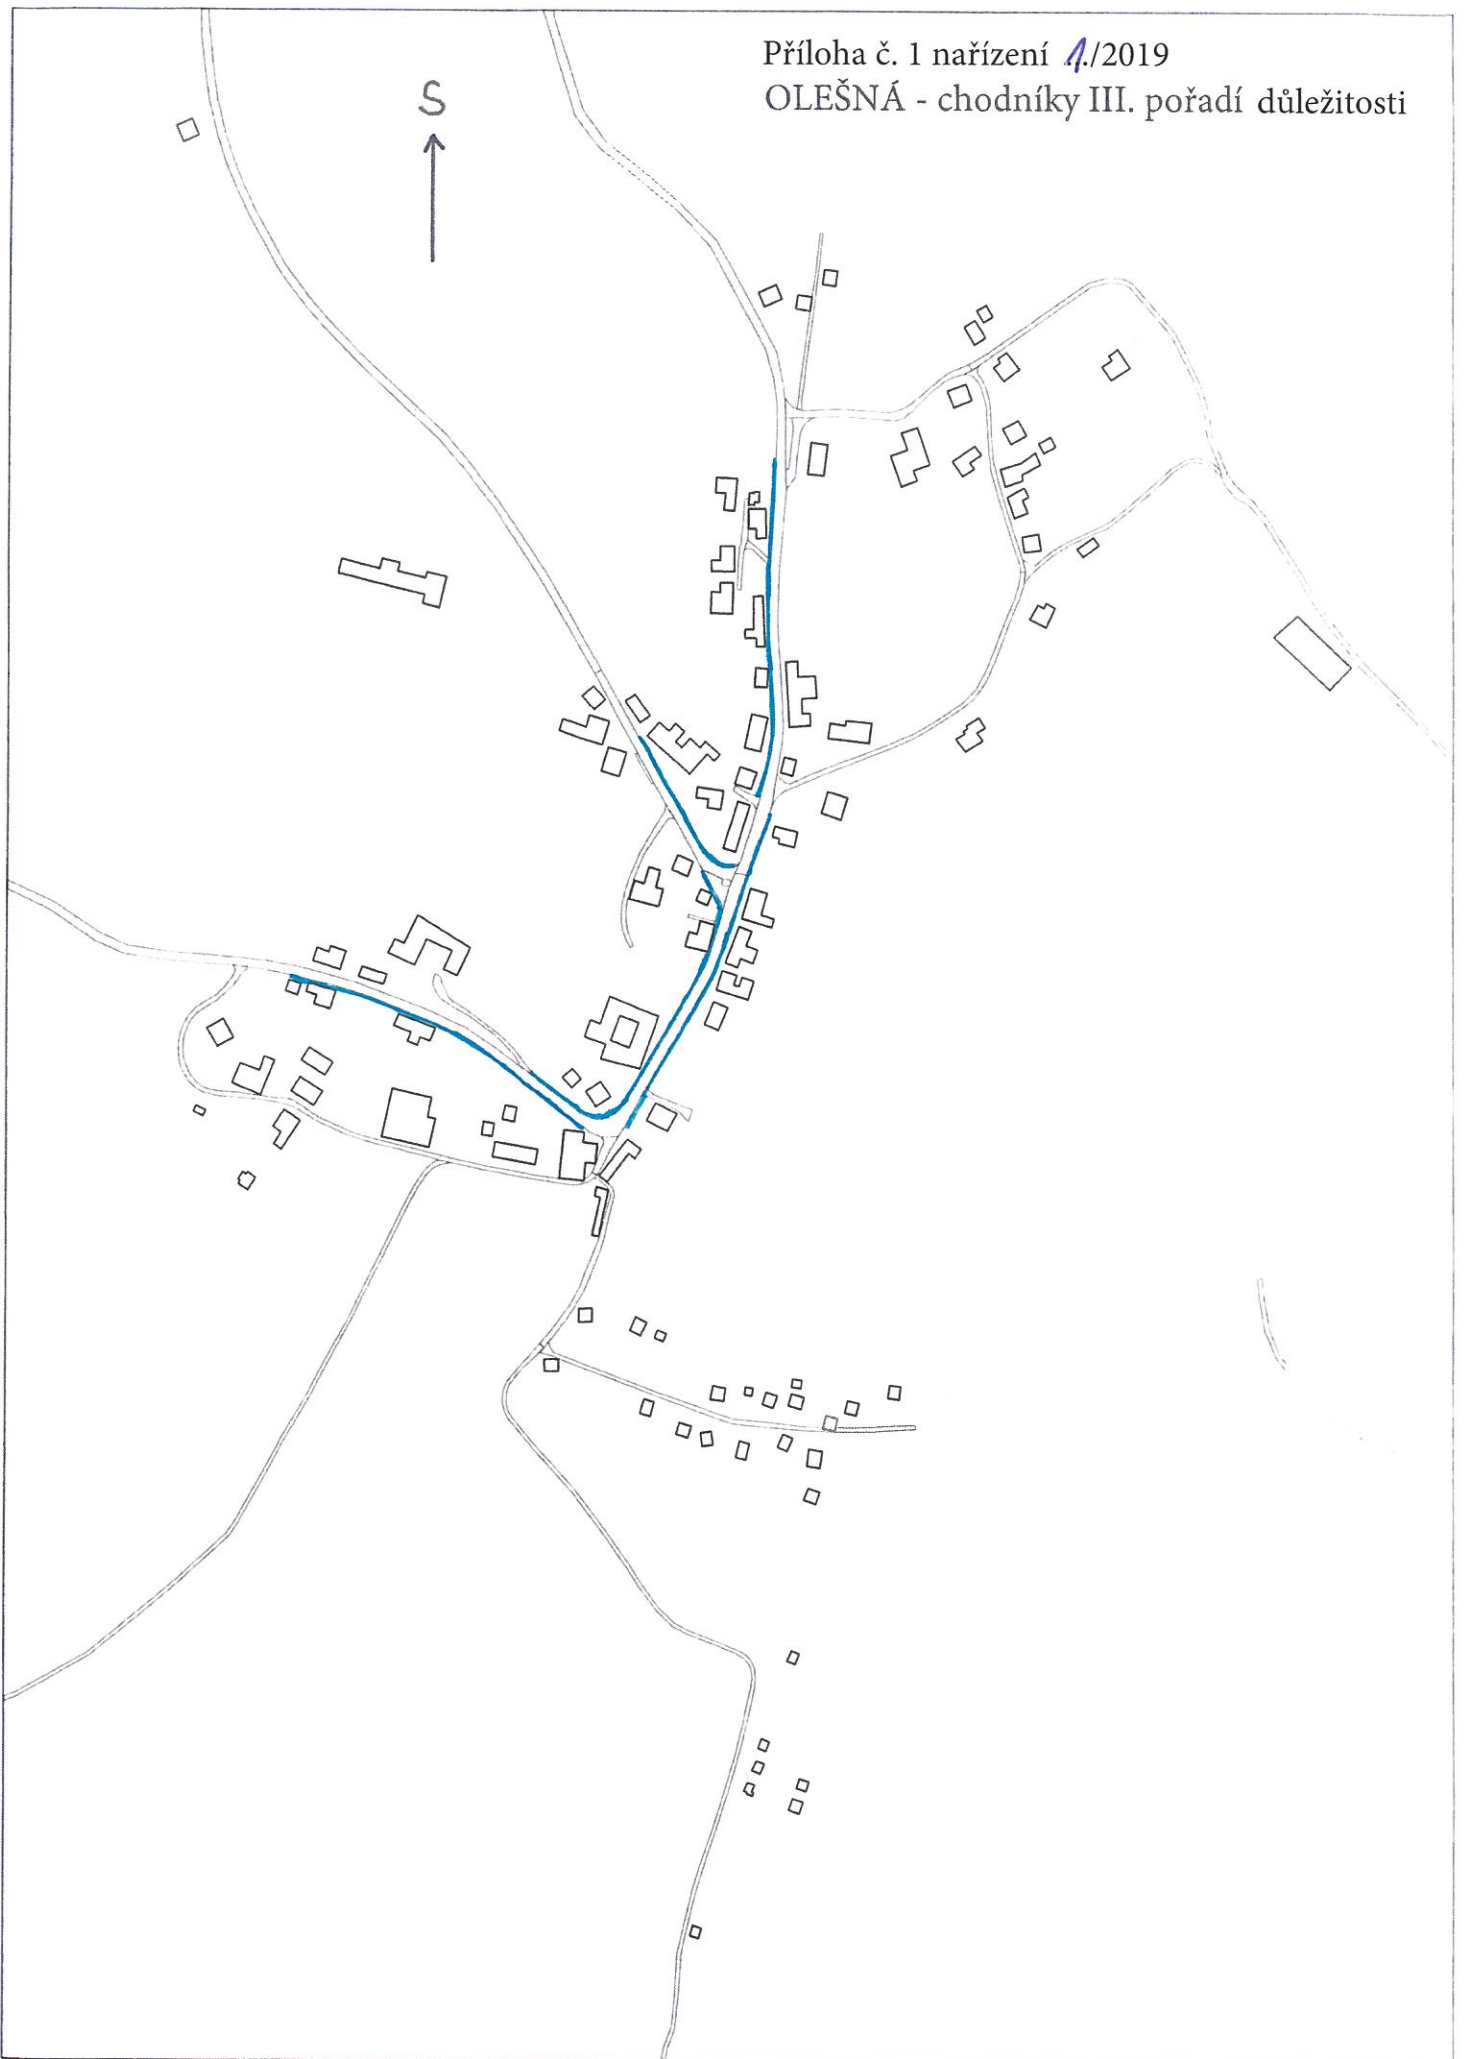 Příloha č. 1 nařízení 1./2019
OLEŠNÁ - chodníky III. pořadí důležitosti
S